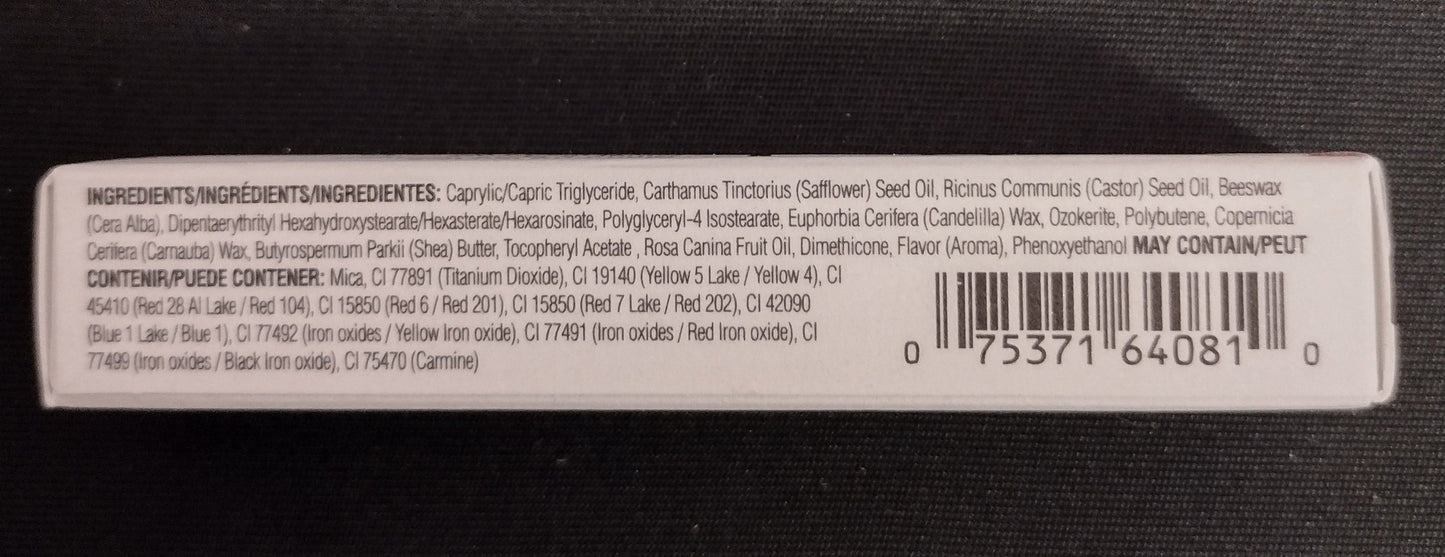 INGREDIENTS/INGRÉDIENTS/INGREDIENTES: Caprylic/Capric Triglyceride, Carthamus Tinctorius (Safflower) Seed Oil, Ricinus Communis (Castor) Seed Oil, Beeswax
(Cera Alba), Dipentaerythrityl Hexahydroxystearate/Hexasterate/Hexarosinate, Polyglyceryl-4 Isostearate, Euphorbia Cerifera (Candelilla) Wax, Ozokerite, Polybutene, Copernicia
Cerifera (Carnauba) Wax, Butyrospermum Parkii (Shea) Butter, Tocopheryl Acetate , Rosa Canina Fruit Oil, Dimethicone, Flavor (Aroma), Phenoxyethanol MAY CONTAIN/PEUT
CONTENIR/PUEDE CONTENER: Mica, CI 77891 (Titanium Dioxide), CI 19140 (Yellow 5 Lake / Yellow 4), CI
45410 (Red 28 Al Lake / Red 104), CI 15850 (Red 6 / Red 201), CI 15850 (Red 7 Lake / Red 202), CI 42090
(Blue 1 Lake / Blue 1), CI 77492 (Iron oxides / Yellow Iron oxide), CI 77491 (Iron oxides / Red Iron oxide), CI
77499 (Iron oxides / Black Iron oxide), CI 75470 (Carmine)
0 75371 64081 0